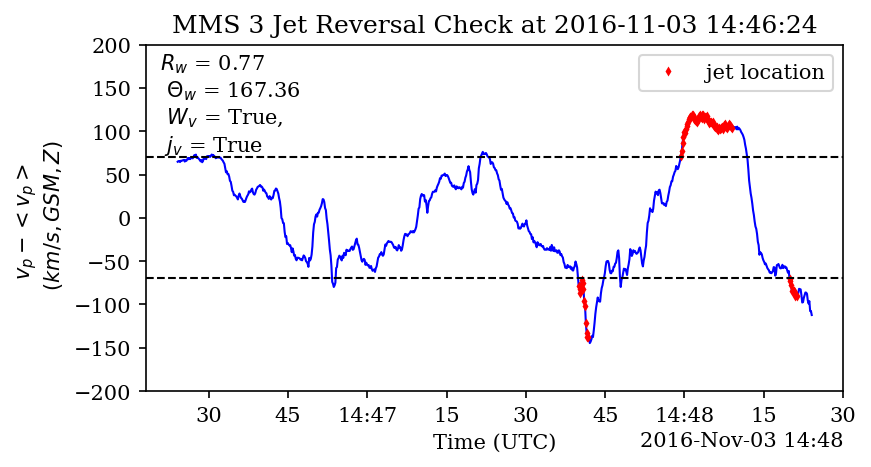 MMS 3 Jet Reversal Check at 2016-11-03 14:46:24
R_w = 0.77
Θ_w = 167.36
W_v = True,
j_v = True
jet location
200
150
100
50
0
−50
−100
−150
−200
v_p − < v_p >
(km/s, GSM, Z)
30 45 14:47 15 30 45 14:48 15 30
Time (UTC)
2016-Nov-03 14:48